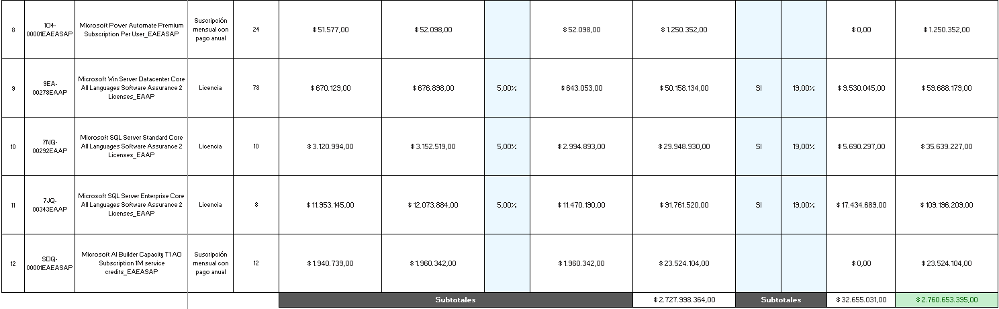 8 1O4-00001EAEASAP Microsoft Power Automate Premium Subscription Per User_EAEASAP Suscripción mensual con pago anual 24 $ 51.577,00 $ 52.098,00 $ 52.098,00 $ 1.250.352,00 $ 0,00 $ 1.250.352,00
9 9EA-00278EAAP Microsoft Win Server Datacenter Core All Languages Software Assurance 2 Licenses_EAAP Licencia 78 $ 670.129,00 $ 676.898,00 5,00% $ 643.053,00 $ 50.158.134,00 SI 19,00% $ 9.530.045,00 $ 59.688.179,00
10 7NQ-00292EAAP Microsoft SQL Server Standard Core All Languages Software Assurance 2 Licenses_EAAP Licencia 10 $ 3.120.994,00 $ 3.152.519,00 5,00% $ 2.994.893,00 $ 29.948.930,00 SI 19,00% $ 5.690.297,00 $ 35.639.227,00
11 7JQ-00343EAAP Microsoft SQL Server Enterprise Core All Languages Software Assurance 2 Licenses_EAAP Licencia 8 $ 11.953.145,00 $ 12.073.884,00 5,00% $ 11.470.190,00 $ 91.761.520,00 SI 19,00% $ 17.434.689,00 $ 109.196.209,00
12 SDQ-00001EAEASAP Microsoft AI Builder Capacity T1 AO Subscription 1M service credits_EAEASAP Suscripción mensual con pago anual 12 $ 1.940.739,00 $ 1.960.342,00 $ 1.960.342,00 $ 23.524.104,00 $ 0,00 $ 23.524.104,00
Subtotales $ 2.727.998.364,00 Subtotales $ 32.655.031,00 $ 2.760.653.395,00